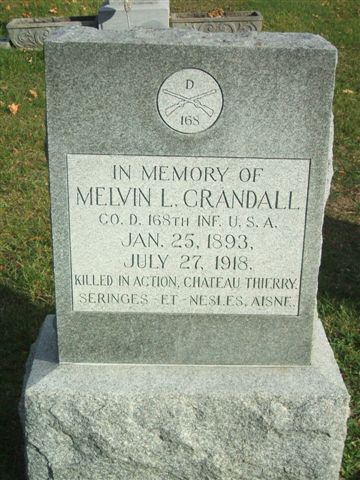 D
168
IN MEMORY OF
MELVIN L. CRANDALL
CO. D. 168TH INF. U. S. A.
JAN. 25, 1893,
JULY 27, 1918.
KILLED IN ACTION, CHATEAU THIERRY.
SERINGES-ET-NESLES, AISNE.